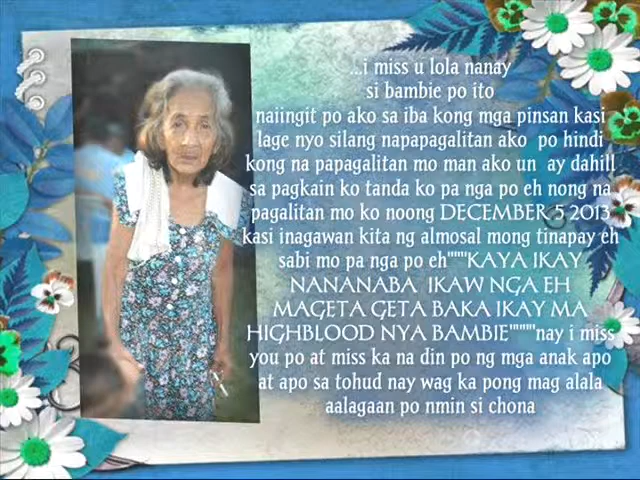 ...i miss u lola nanay
si bambie po ito
naiingit po ako sa iba kong mga pinsan kasi
lage nyo silang napapagalitan ako po hindi
kong na papagalitan mo man ako un ay dahill
sa pagkain ko tanda ko pa nga po eh nong na
pagalitan mo ko noong DECEMBER 5 2013
kasi inagawan kita ng almosal mong tinapay eh
sabi mo pa nga po eh""""KAYA IKAY
NANANABA IKAW NGA EH
MAGETA GETA BAKA IKAY MA
HIGHBLOOD NYA BAMBIE"""""nay i miss
you po at miss ka na din po ng mga anak apo
at apo sa tohud nay wag ka pong mag alala
aalagaan po nmin si chona